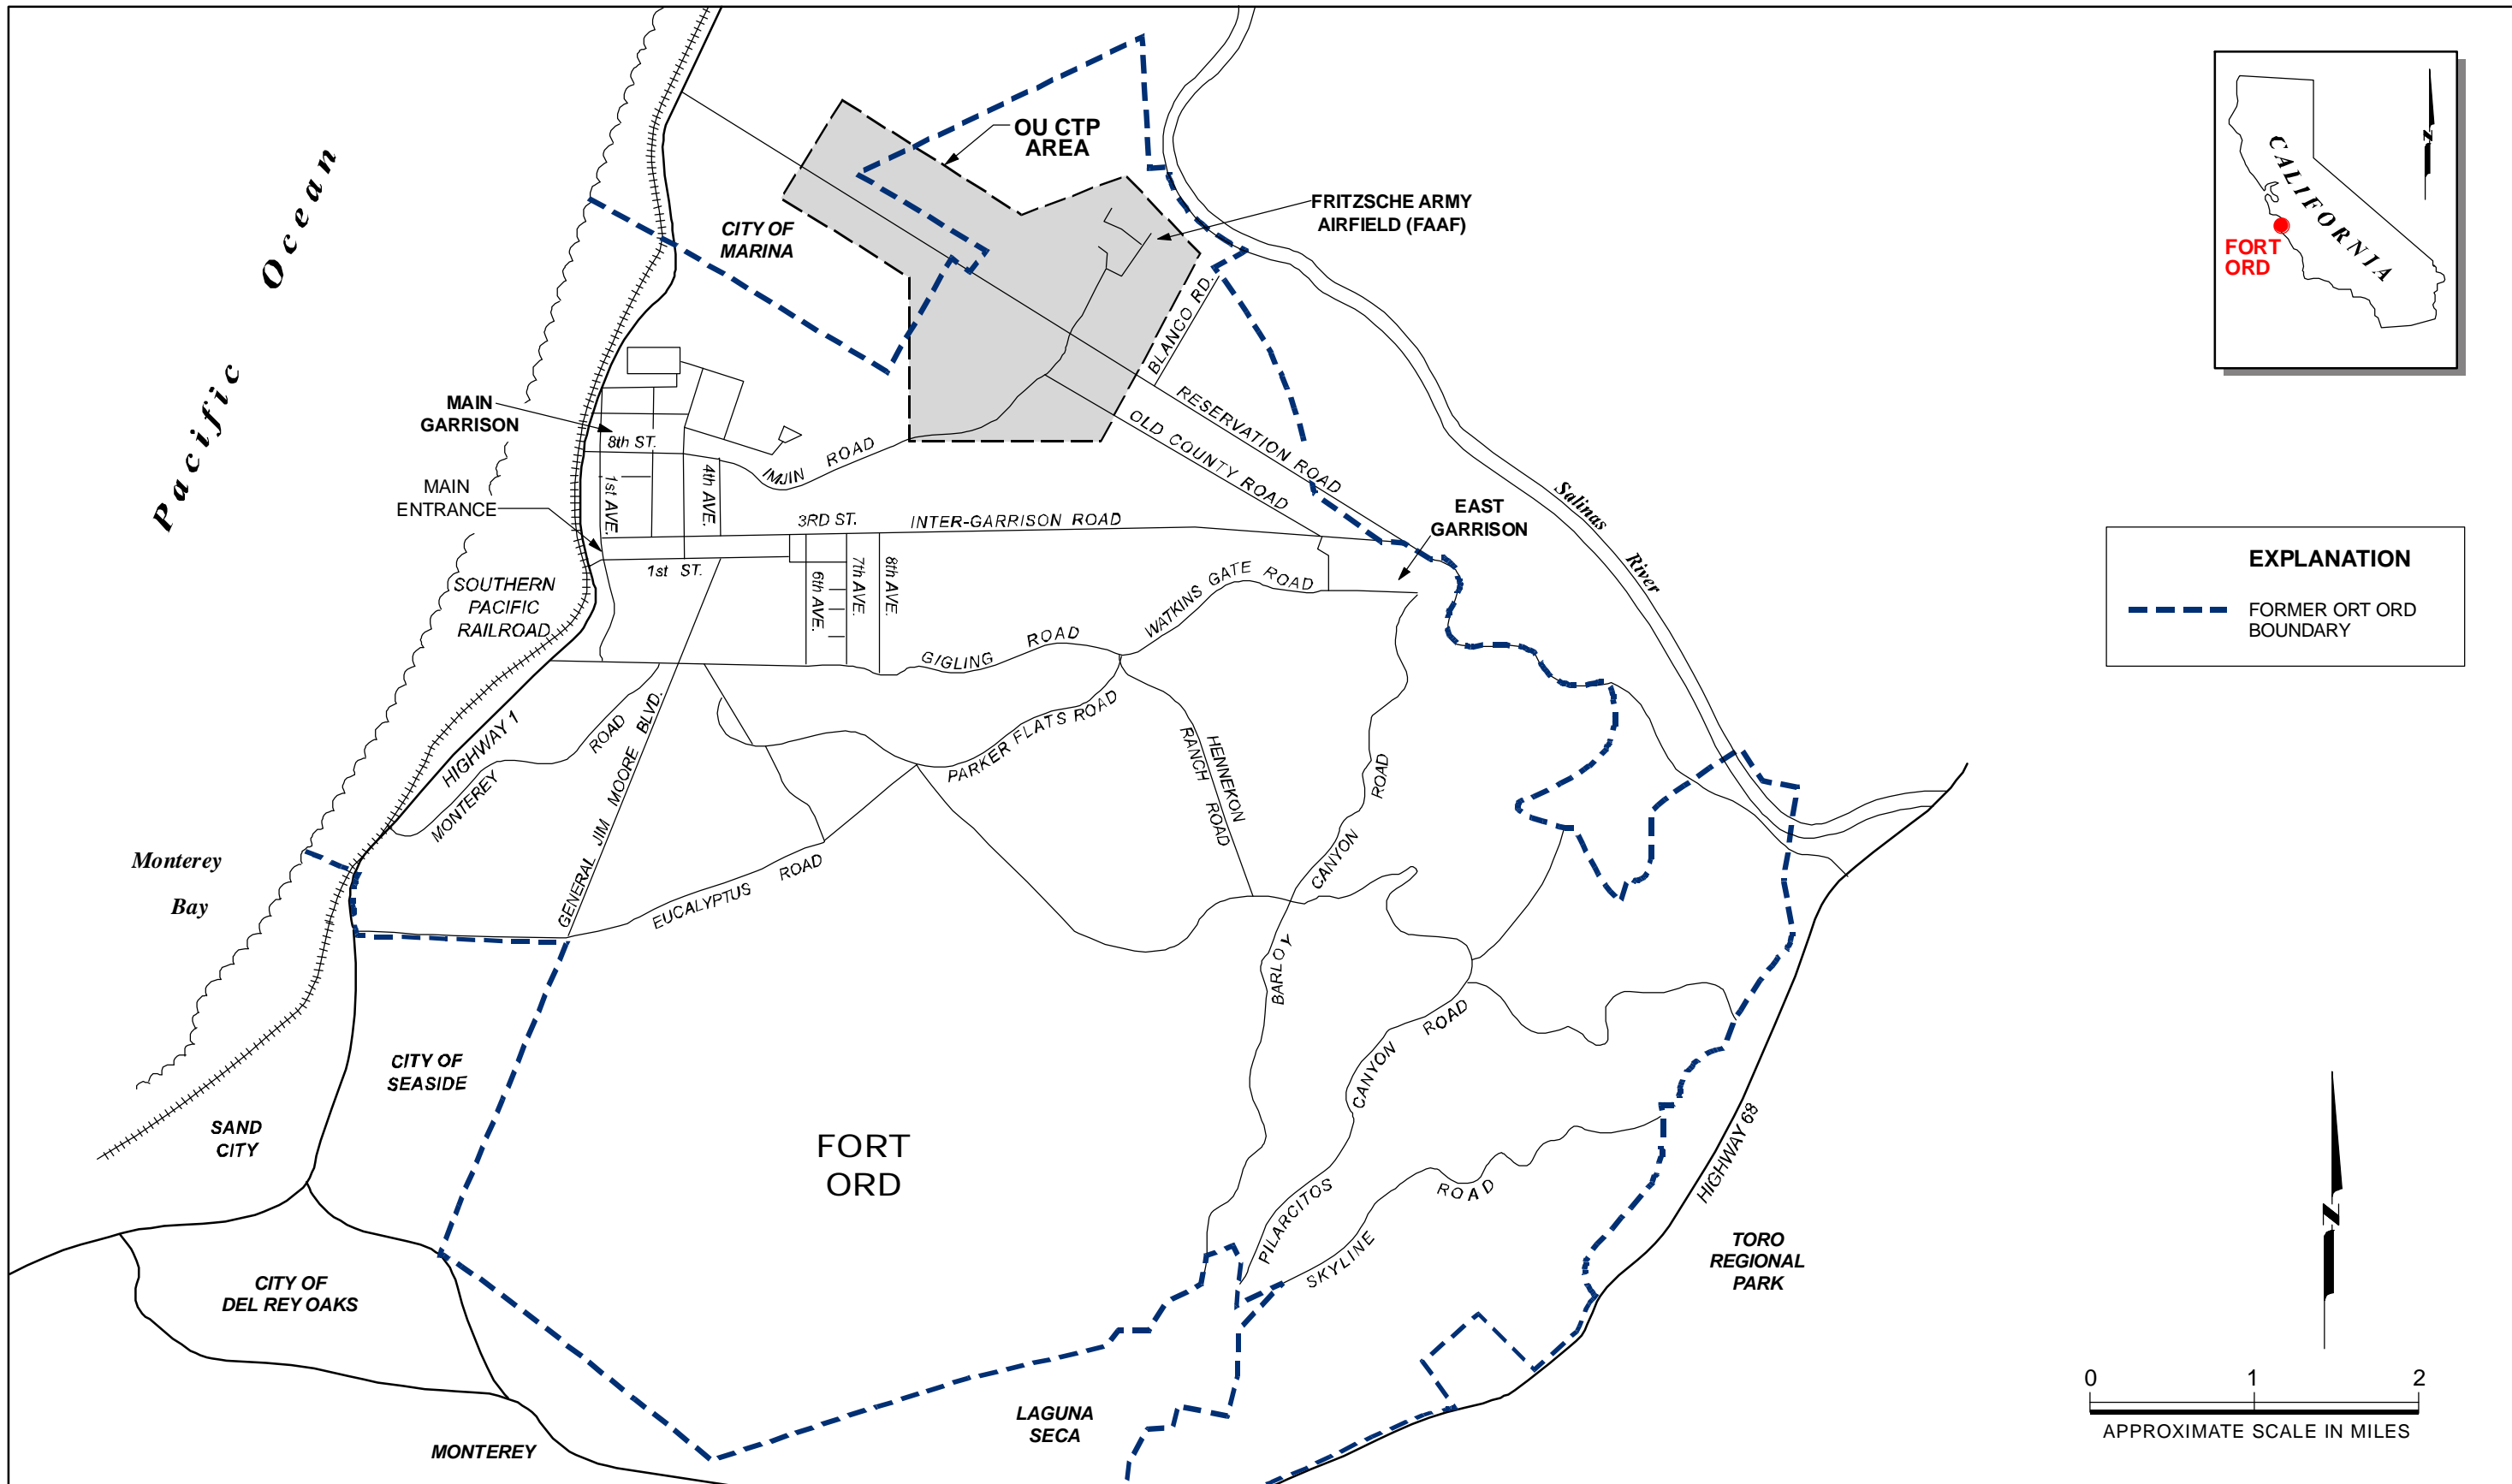 OU CTP
AREA
FRITZSCHE ARMY
AIRFIELD (FAAF)
CITY OF
MARINA
Pacific Ocean
BLANCO RD.
N
CALIFORNIA
FORT
ORD
MAIN
GARRISON
8th ST.
IMJIN ROAD
1st AVE.
4th AVE.
MAIN
ENTRANCE
RESERVATION ROAD
OLD COUNTY ROAD
3RD ST.
INTER-GARRISON ROAD
EAST
GARRISON
Salinas River
EXPLANATION
FORMER ORT ORD
BOUNDARY
1st ST.
6th AVE.
7th AVE.
8th AVE.
SOUTHERN
PACIFIC
RAILROAD
WATKINS GATE ROAD
G/GLING ROAD
HIGHWAY 1
MONTEREY ROAD
GENERAL JIM MOORE BLVD.
PARKER FLATS ROAD
HENNEKON
RANCH ROAD
BARLOY CANYON ROAD
EUCALYPTUS ROAD
Monterey
Bay
CITY OF
SEASIDE
SAND
CITY
FORT
ORD
PILARCITOS CANYON ROAD
SKYLINE ROAD
HIGHWAY 68
TORO
REGIONAL
PARK
CITY OF
DEL REY OAKS
LAGUNA
SECA
MONTEREY
N
0 1 2
APPROXIMATE SCALE IN MILES